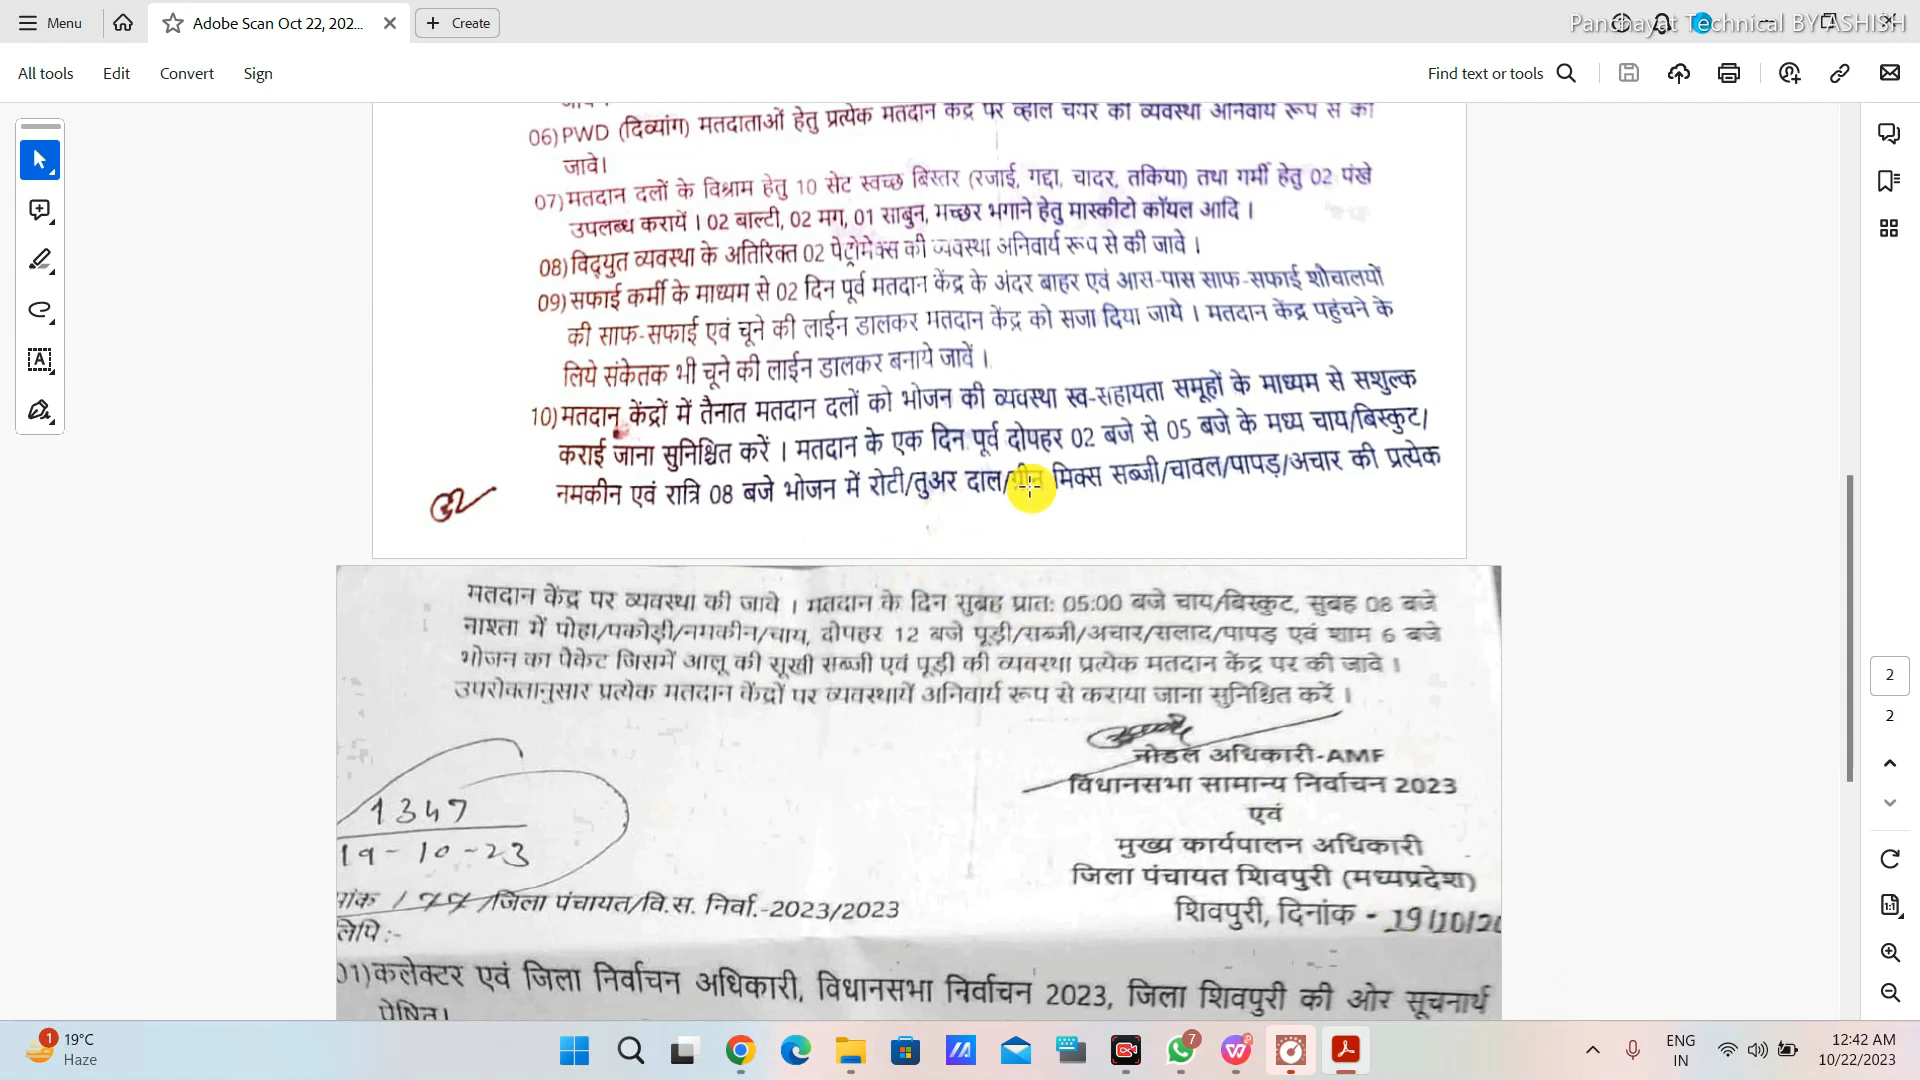 Menu
Adobe Scan Oct 22, 202...
Create
Panchayat Technical BY ASHISH
All tools
Edit
Convert
Sign
Find text or tools
06) PWD (दिव्यांग) मतदाताओं हेतु प्रत्येक मतदान केंद्र पर व्हील चेयर की व्यवस्था अनिवार्य रूप से की
जावे।
07) मतदान दलों के विश्राम हेतु 10 सेट स्वच्छ बिस्तर (रजाई, गद्दा, चादर, तकिया) तथा गर्मी हेतु 02 पंखे
उपलब्ध करायें । 02 बाल्टी, 02 मग, 01 साबुन, मच्छर भगाने हेतु मास्कीटो कॉयल आदि ।
08) विद्युत व्यवस्था के अतिरिक्त 02 पेट्रोमेक्स की व्यवस्था अनिवार्य रूप से की जावे ।
09) सफाई कर्मी के माध्यम से 02 दिन पूर्व मतदान केंद्र के अंदर बाहर एवं आस-पास साफ-सफाई शौचालयों
की साफ-सफाई एवं चूने की लाईन डालकर मतदान केंद्र को सजा दिया जाये । मतदान केंद्र पहुंचने के
लिये संकेतक भी चूने की लाईन डालकर बनाये जावें ।
10) मतदान केंद्रों में तैनात मतदान दलों को भोजन की व्यवस्था स्व-सहायता समूहों के माध्यम से सशुल्क
कराई जाना सुनिश्चित करें । मतदान के एक दिन पूर्व दोपहर 02 बजे से 05 बजे के मध्य चाय/बिस्कुट/
नमकीन एवं रात्रि 08 बजे भोजन में रोटी/तुअर दाल/ग्रीन मिक्स सब्जी/चावल/पापड़/अचार की प्रत्येक
मतदान केंद्र पर व्यवस्था की जावे । मतदान के दिन सुबह प्रात: 05:00 बजे चाय/बिस्कुट, सुबह 08 बजे
नाश्ता में पोहा/पकोड़ी/नमकीन/चाय, दोपहर 12 बजे पूड़ी/सब्जी/अचार/सलाद/पापड़ एवं शाम 6 बजे
भोजन का पैकेट जिसमें आलू की सूखी सब्जी एवं पूड़ी की व्यवस्था प्रत्येक मतदान केंद्र पर की जावे ।
उपरोक्तानुसार प्रत्येक मतदान केंद्रों पर व्यवस्थायें अनिवार्य रूप से कराया जाना सुनिश्चित करें ।
नोडल अधिकारी-AMF
विधानसभा सामान्य निर्वाचन 2023
एवं
मुख्य कार्यपालन अधिकारी
जिला पंचायत शिवपुरी (मध्यप्रदेश)
शिवपुरी, दिनांक - 19/10/20
1347
19-10-23
/जिला पंचायत/वि.स. निर्वा.-2023/2023
लिपि :-
01) कलेक्टर एवं जिला निर्वाचन अधिकारी, विधानसभा निर्वाचन 2023, जिला शिवपुरी की ओर सूचनार्थ
प्रेषित।
2
2
1
19°C
Haze
7
ENG
IN
12:42 AM
10/22/2023